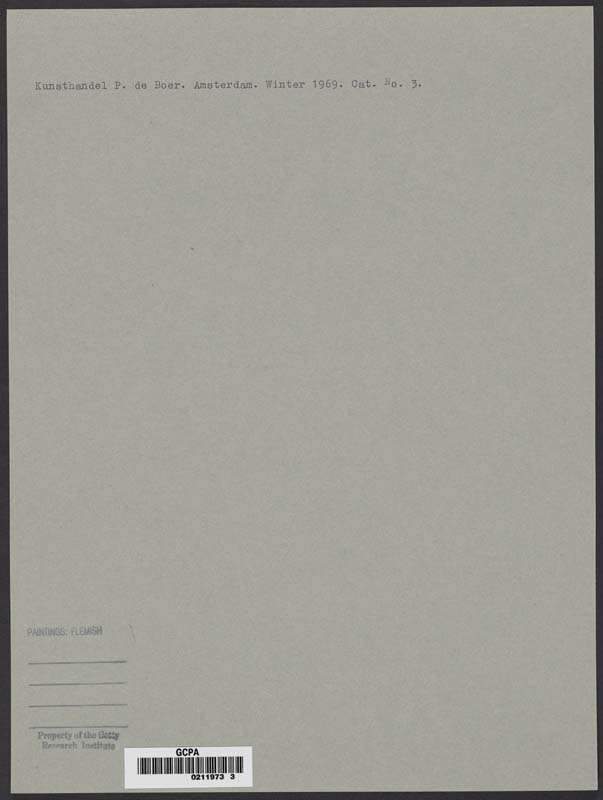 Kunsthandel P. de Boer. Amsterdam. Winter 1969. Cat. No. 3.
PAINTINGS: FLEMISH
Property of the Getty
Research Institute
GCPA
0211973 3